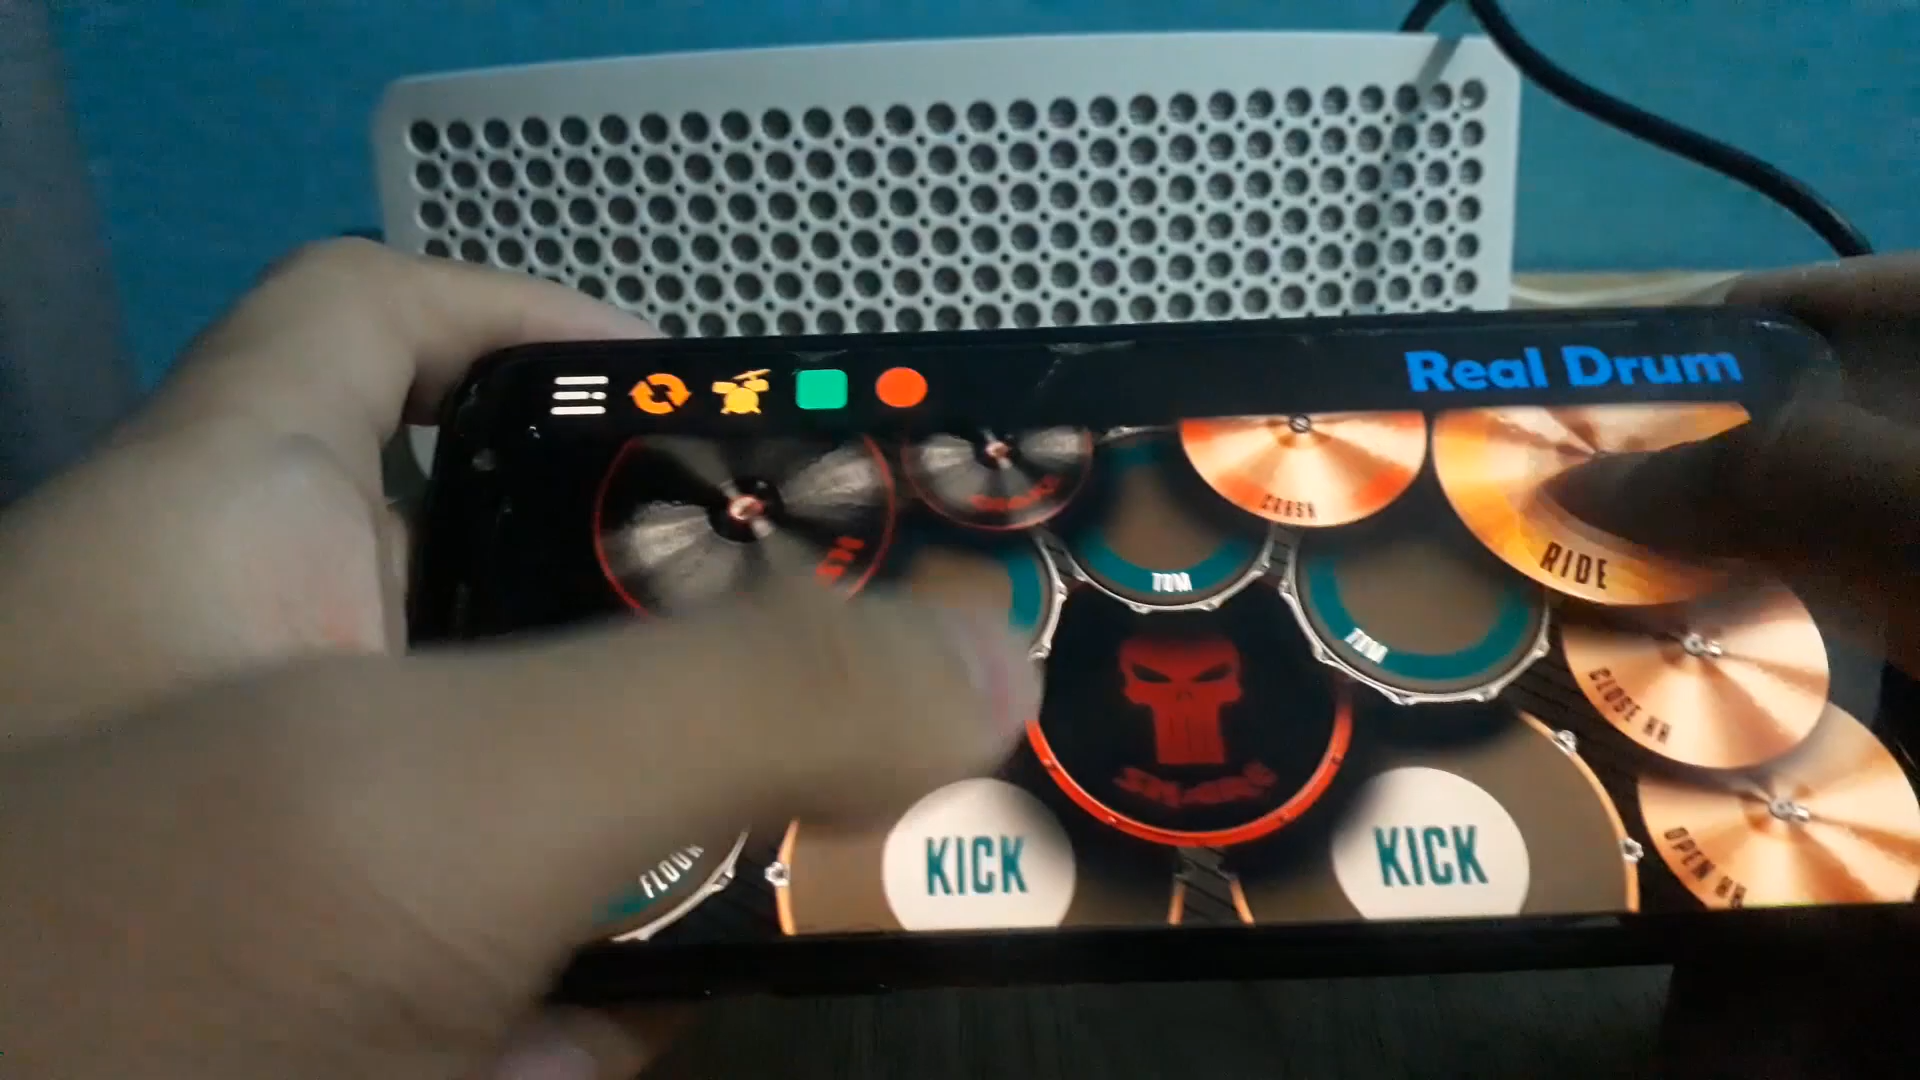 Real Drum
CRASH
RIDE
TOM
TOM
CLOSE HH
FLOOR
KICK
KICK
OPEN HH